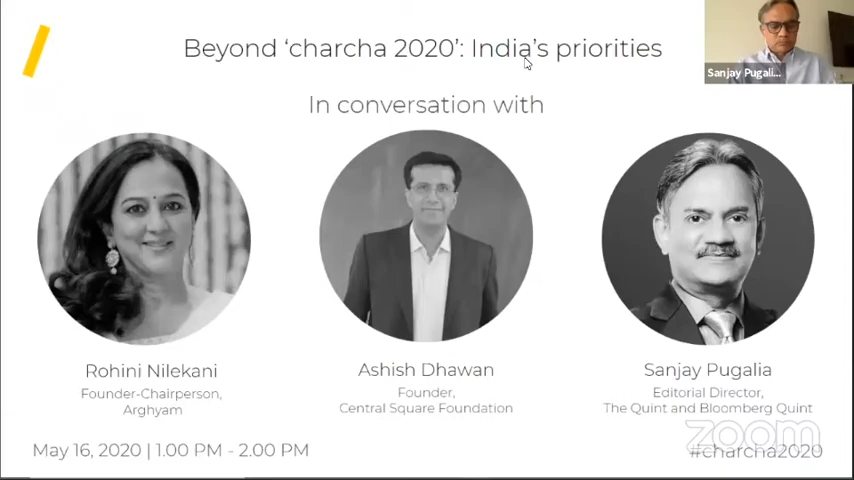 Beyond ‘charcha 2020’: India’s priorities
Sanjay Pugali...
In conversation with
Rohini Nilekani
Founder-Chairperson,
Arghyam
Ashish Dhawan
Founder,
Central Square Foundation
Sanjay Pugalia
Editorial Director,
The Quint and Bloomberg Quint
May 16, 2020 | 1.00 PM - 2.00 PM
zoom
#charcha2020